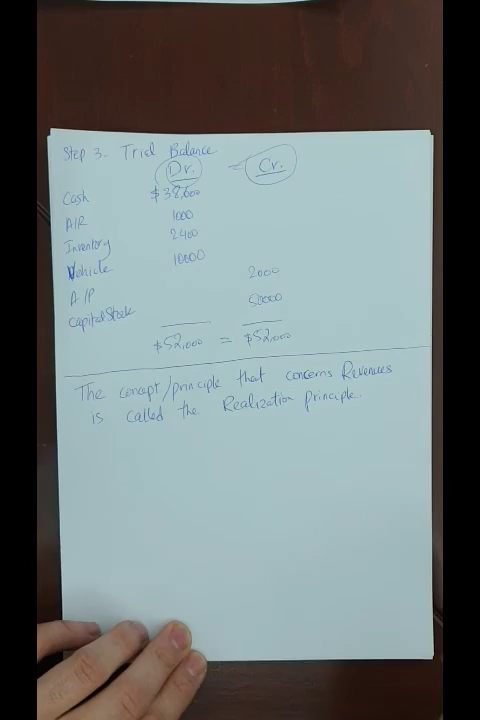 Step 3. Trial Balance
Dr. = Cr.
Cash $38,600
A/R 1000
Inventory 2400
Vehicle 10000
A/P 2000
Capital Stock 50000
$52,000 = $52,000
The concept/principle that concerns Revenues
is called the Realization principle.